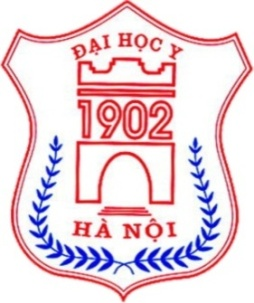 ĐẠI HỌC Y
1902
HÀ NỘI